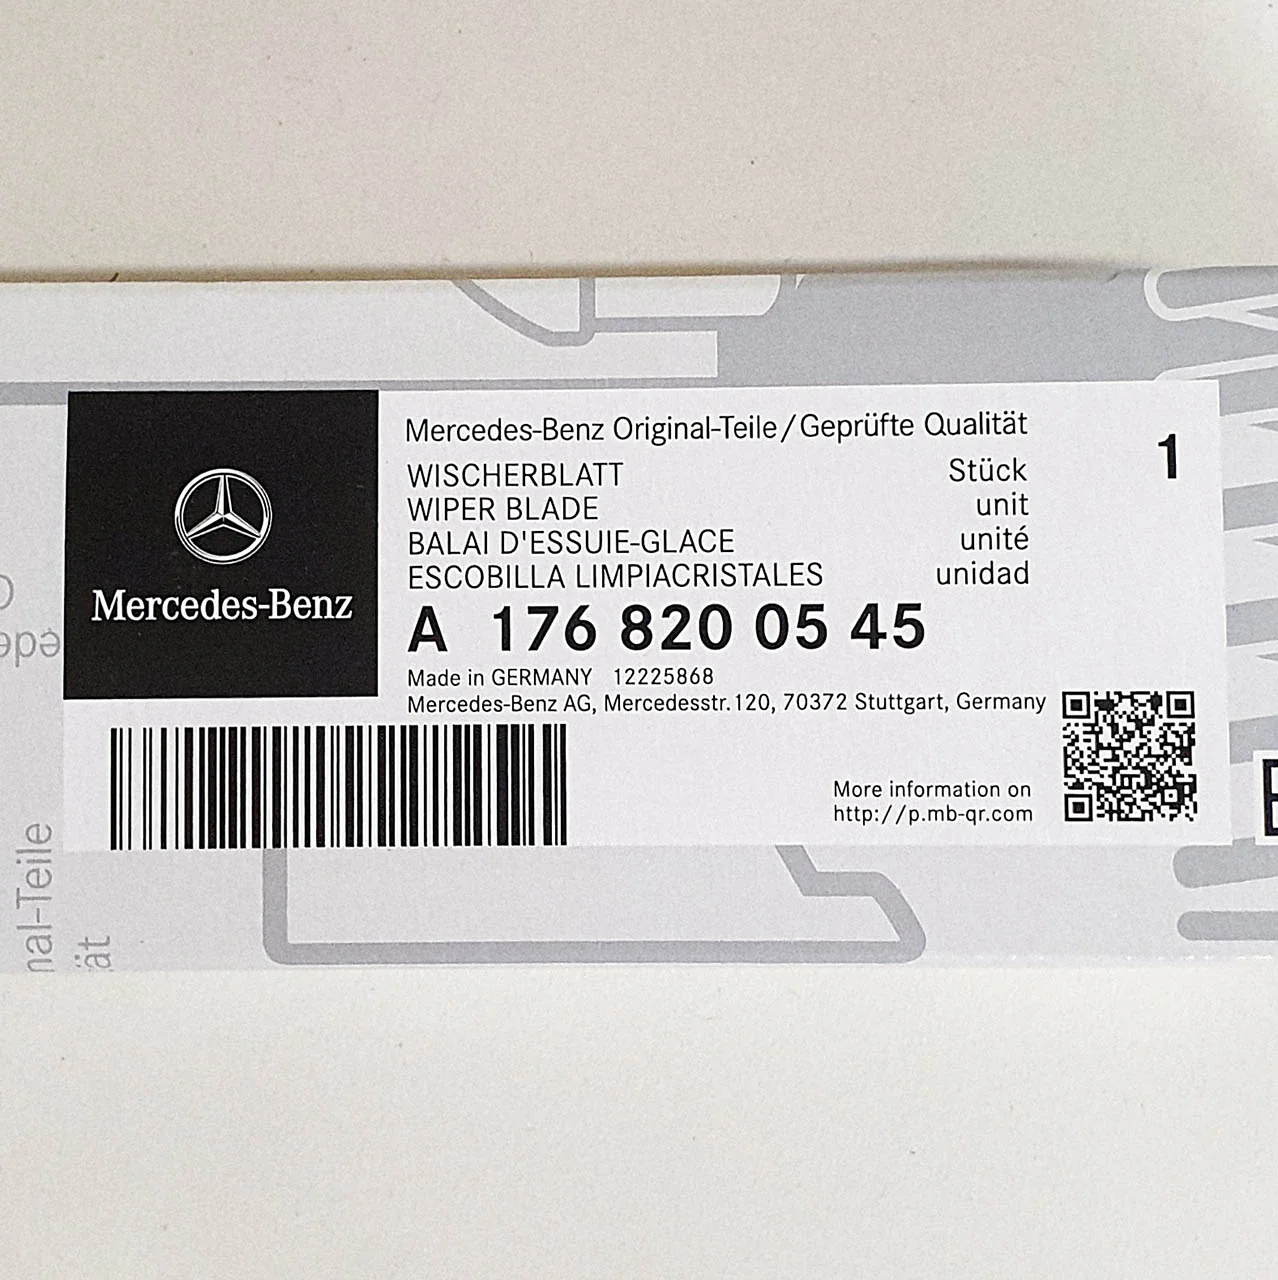 Mercedes-Benz
Mercedes-Benz Original-Teile/Geprüfte Qualität
1
WISCHERBLATT Stück
WIPER BLADE unit
BALAI D'ESSUIE-GLACE unité
ESCOBILLA LIMPIACRISTALES unidad
A 176 820 05 45
Made in GERMANY 12225868
Mercedes-Benz AG, Mercedesstr.120, 70372 Stuttgart, Germany
More information on
http://p.mb-qr.com
nal-Teile
ät